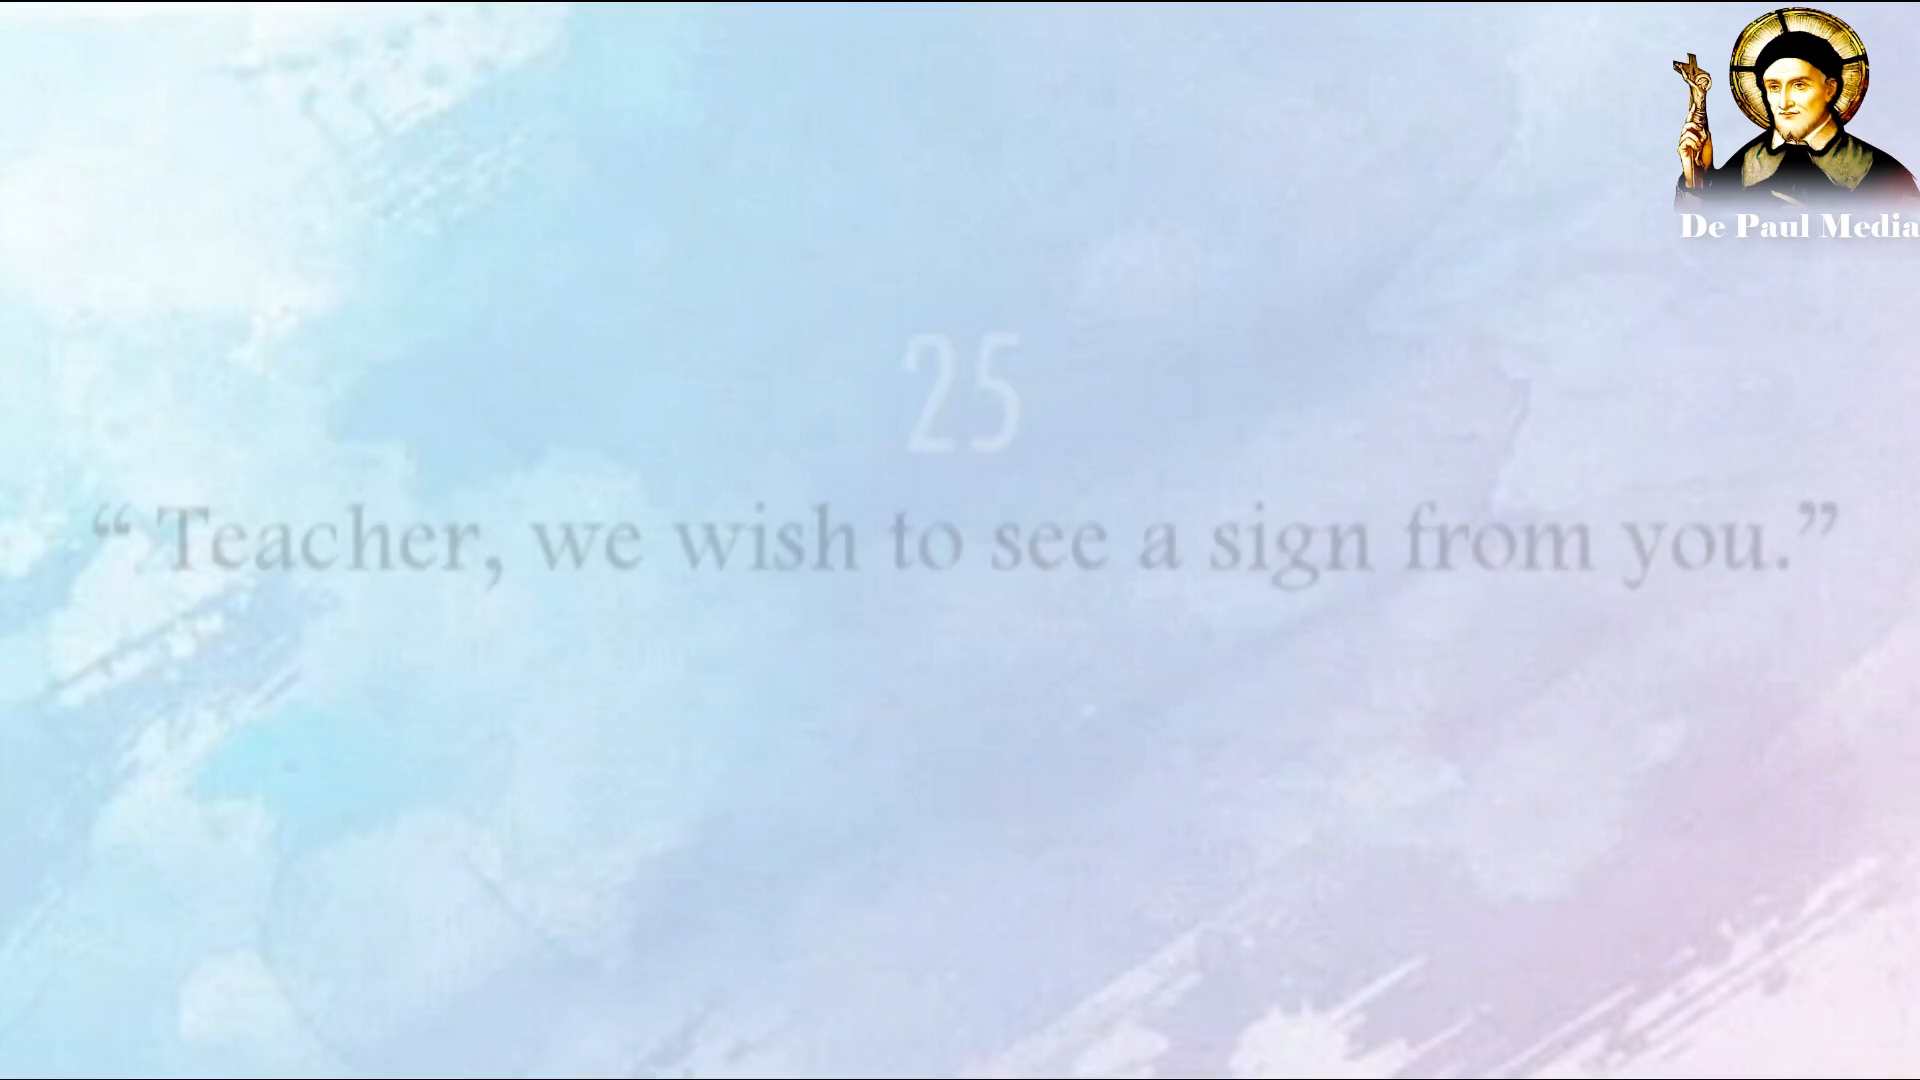 De Paul Media
25
“ Teacher, we wish to see a sign from you.”